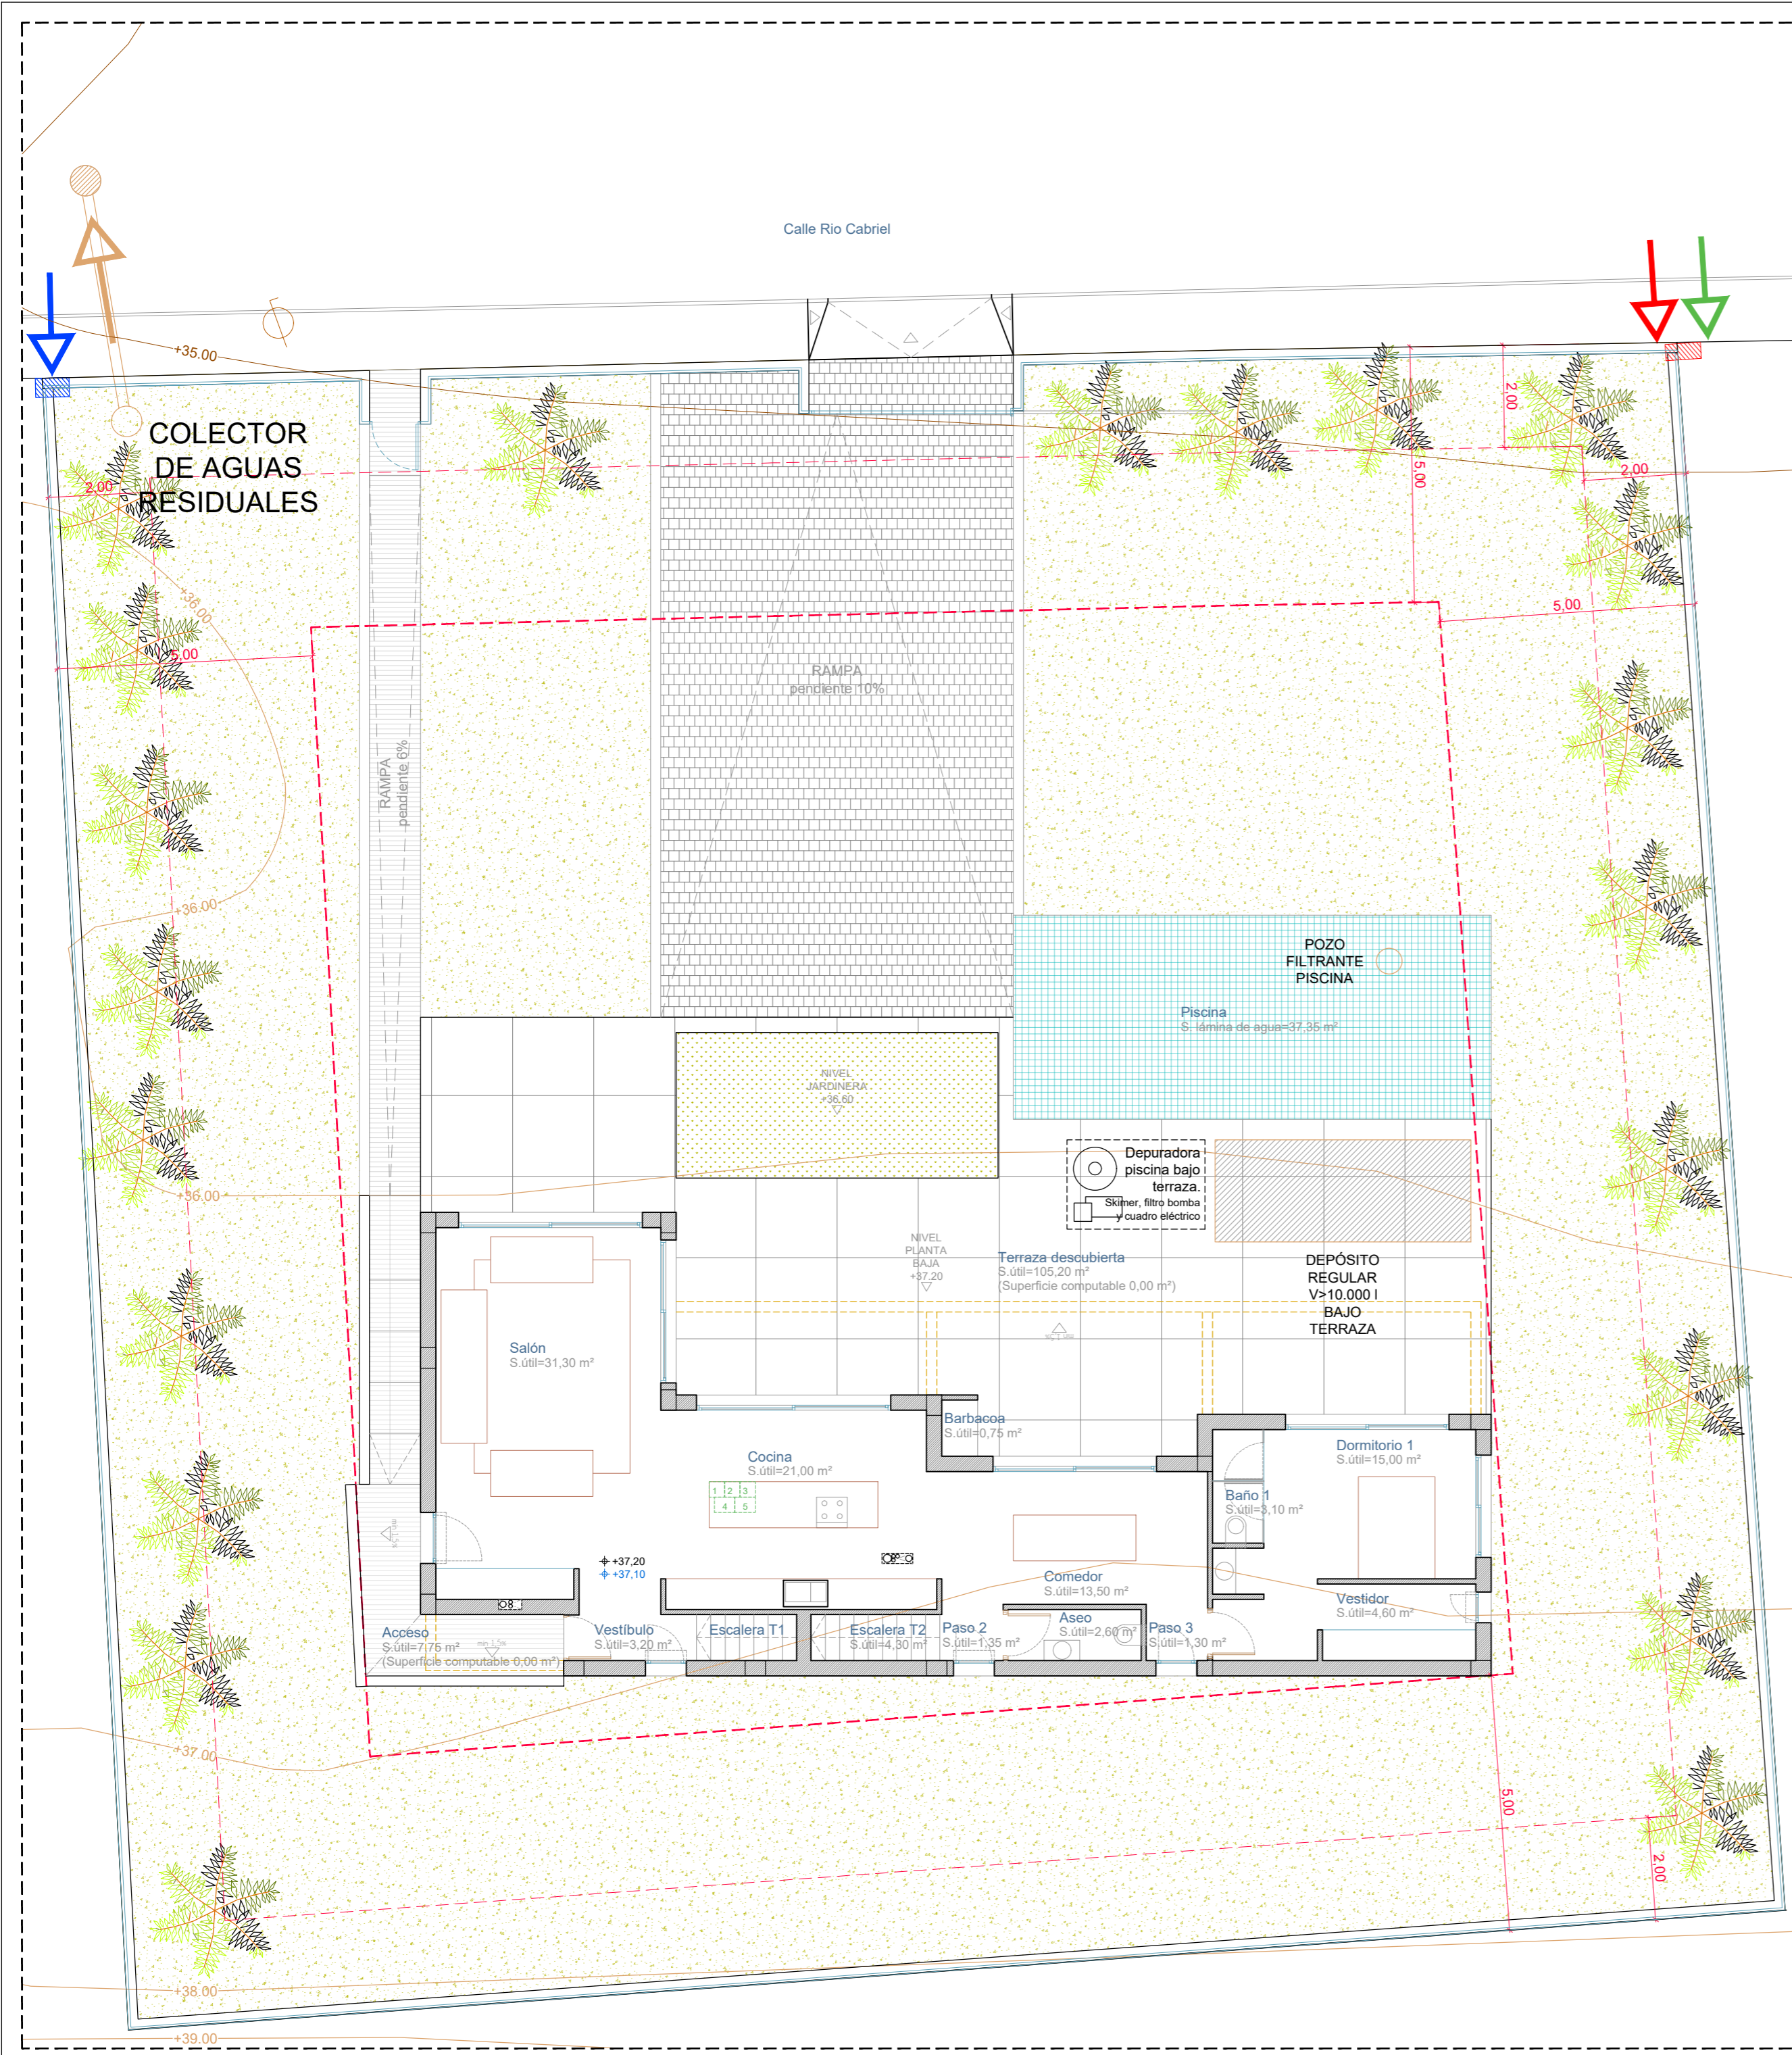 Calle Rio Cabriel
+35.00
COLECTOR
DE AGUAS
RESIDUALES
2,00
2,00
2,00
5,00
5,00
5,00
+36.00
RAMPA
pendiente 10%
RAMPA
pendiente 6%
+36.00
POZO
FILTRANTE
PISCINA
Piscina
S. lámina de agua=37,35 m²
NIVEL
JARDINERA
+36.60
+36.00
Depuradora
piscina bajo
terraza.
Skimer, filtro bomba
y cuadro eléctrico
NIVEL
PLANTA
BAJA
+37.20
Terraza descubierta
S.útil=105,20 m²
(Superficie computable 0,00 m²)
DEPÓSITO
REGULAR
V>10.000 l
BAJO
TERRAZA
Salón
S.útil=31,30 m²
Barbacoa
S.útil=0,75 m²
Cocina
S.útil=21,00 m²
1 2 3
4 5
Dormitorio 1
S.útil=15,00 m²
Baño 1
S.útil=3,10 m²
+37,20
+37,10
Comedor
S.útil=13,50 m²
Vestidor
S.útil=4,60 m²
Acceso
S.útil=7,75 m²
(Superficie computable 0,00 m²)
Vestíbulo
S.útil=3,20 m²
Escalera T1
Escalera T2
S.útil=4,30 m²
Paso 2
S.útil=1,35 m²
Aseo
S.útil=2,60 m²
Paso 3
S.útil=1,30 m²
+37.00
5,00
2,00
+38.00
+39.00